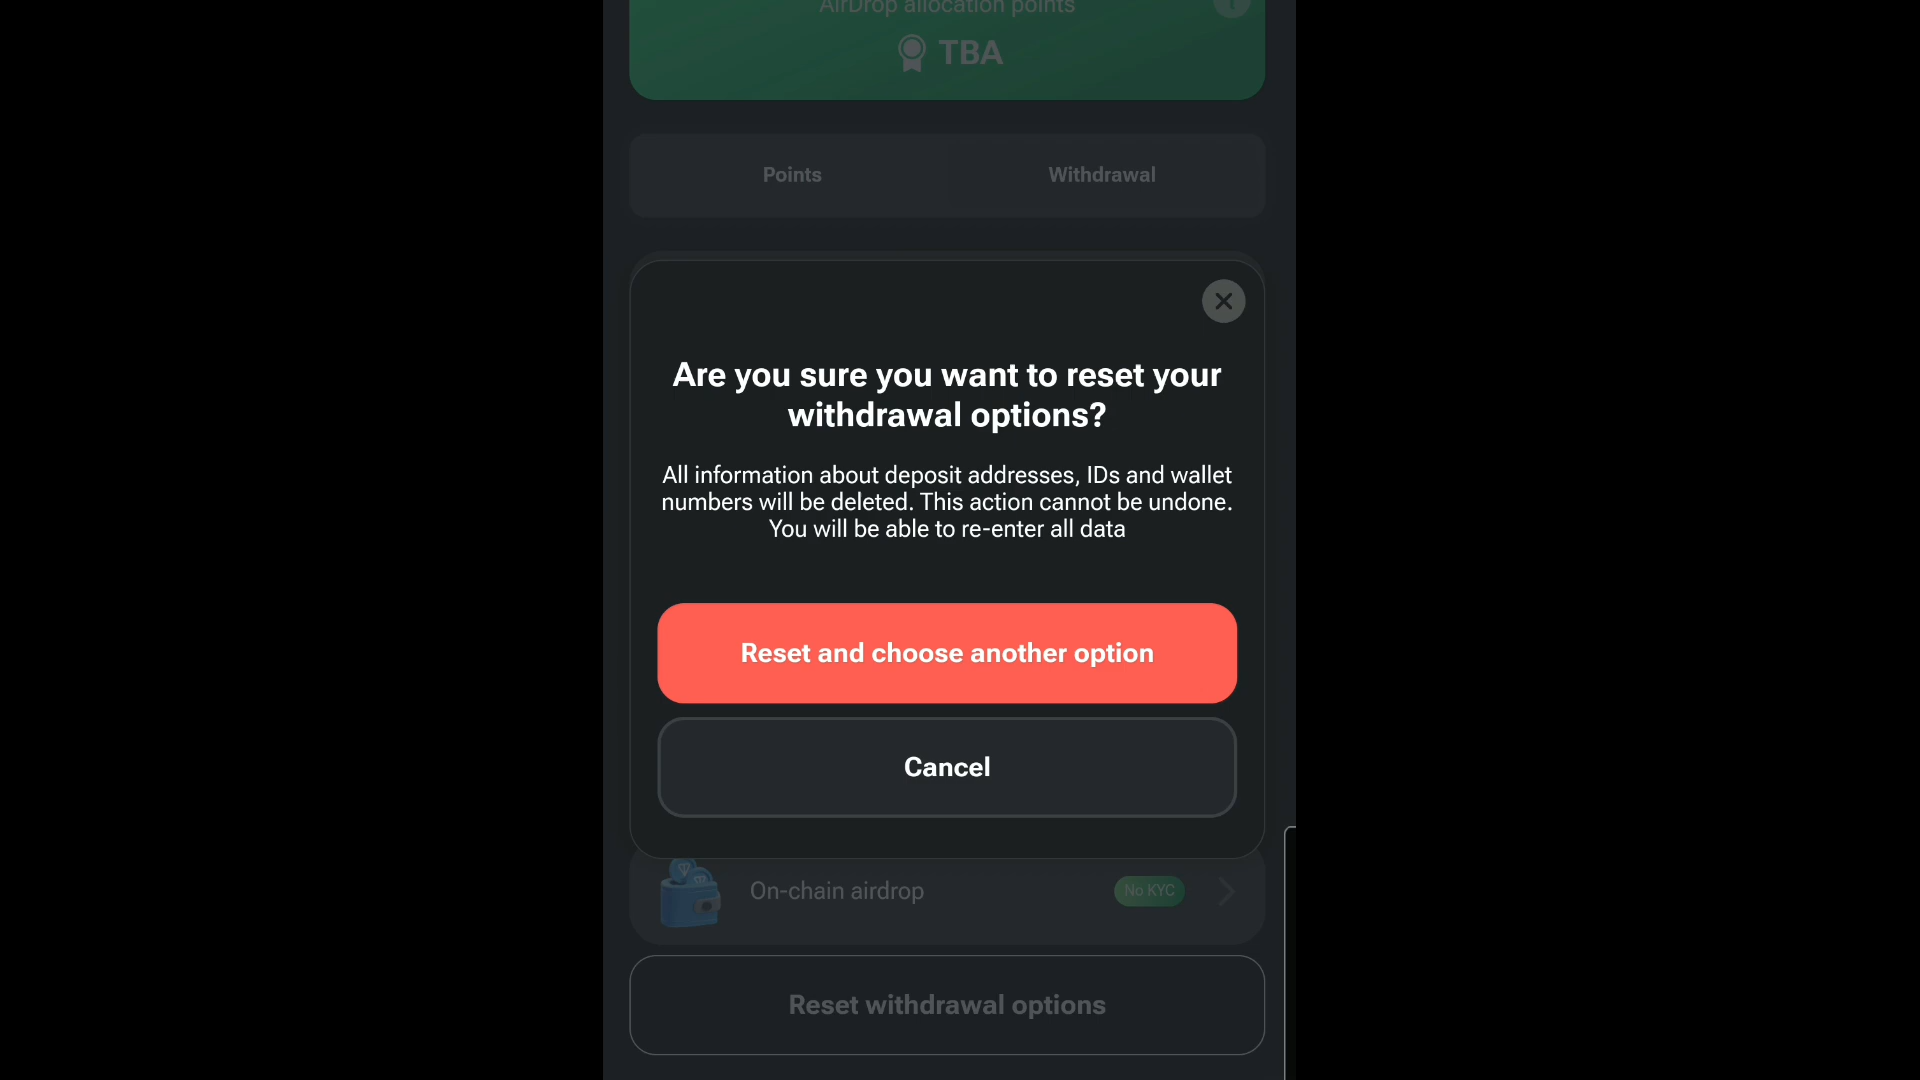 AirDrop allocation points
TBA
Points
Withdrawal
Are you sure you want to reset your
withdrawal options?
All information about deposit addresses, IDs and wallet
numbers will be deleted. This action cannot be undone.
You will be able to re-enter all data
Reset and choose another option
Cancel
On-chain airdrop
No KYC
Reset withdrawal options